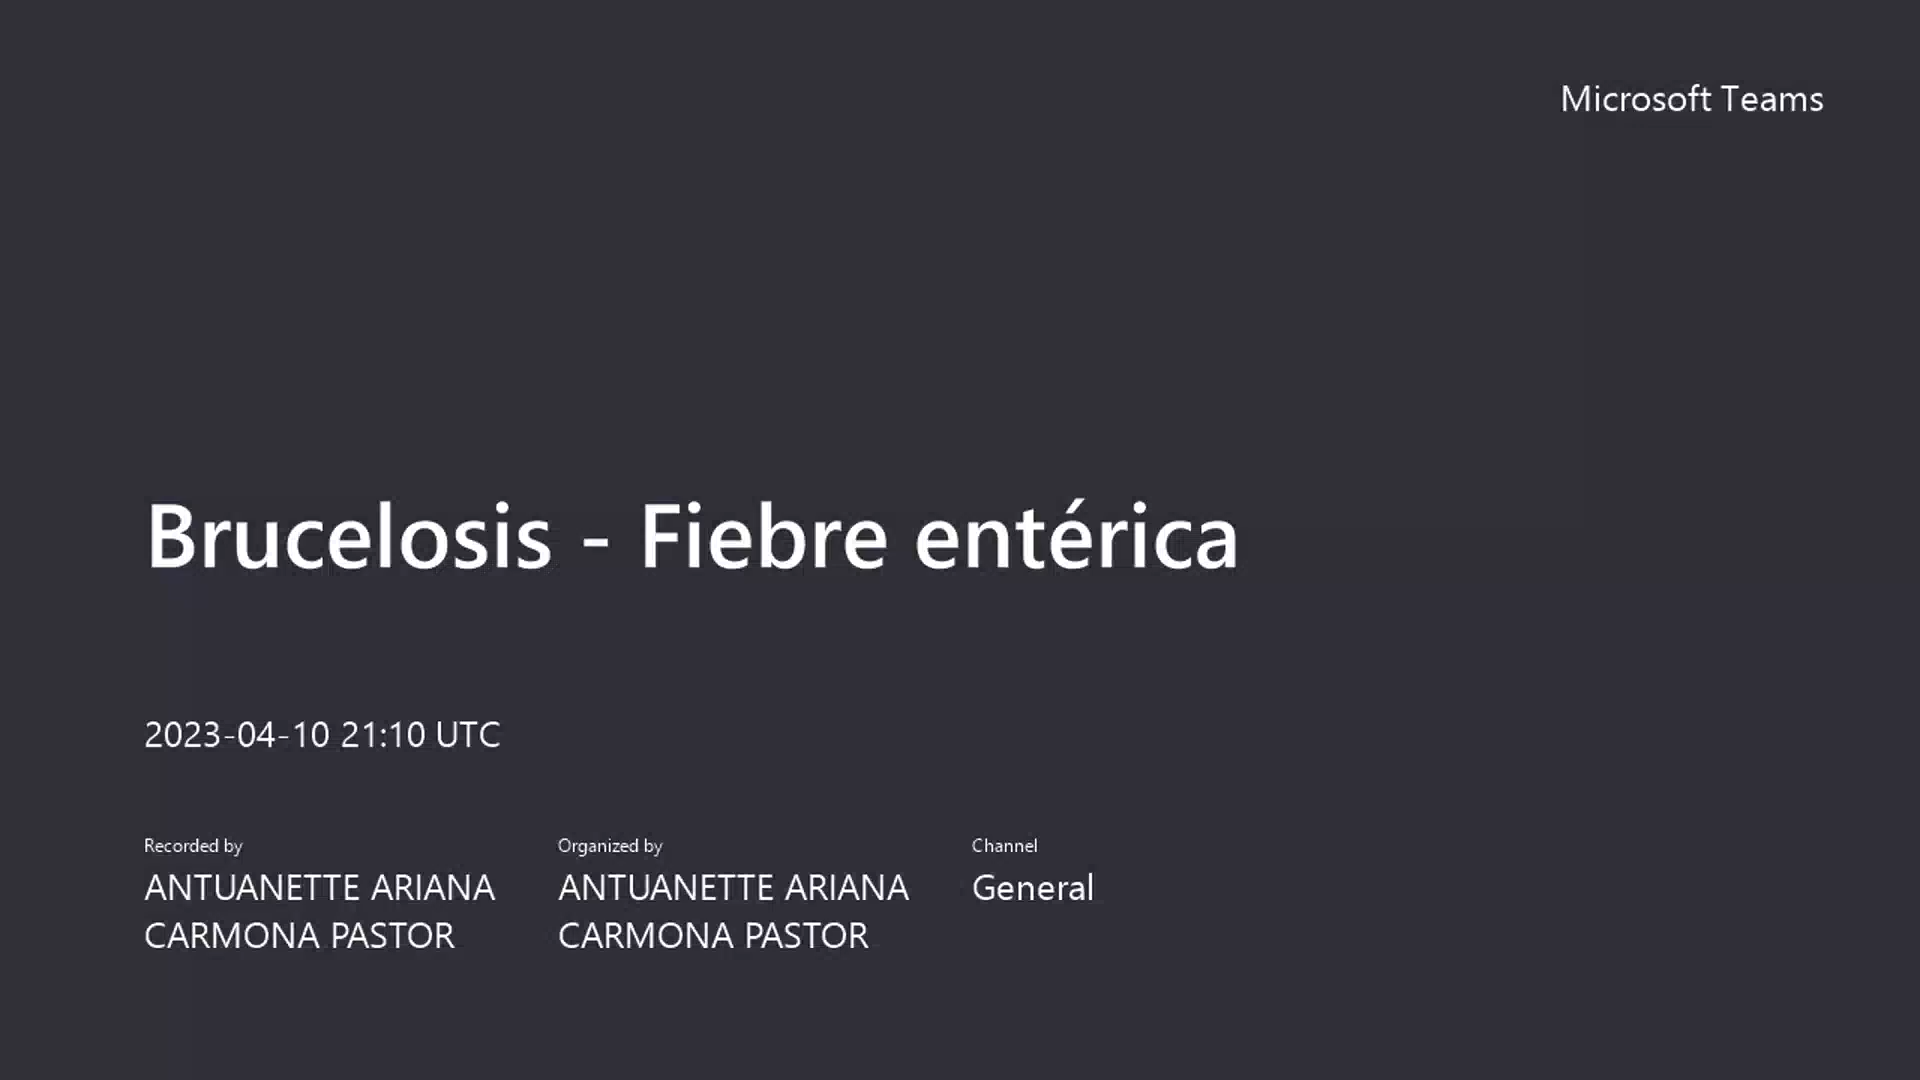 Microsoft Teams
Brucelosis - Fiebre entérica
2023-04-10 21:10 UTC
Recorded by
ANTUANETTE ARIANA
CARMONA PASTOR
Organized by
ANTUANETTE ARIANA
CARMONA PASTOR
Channel
General